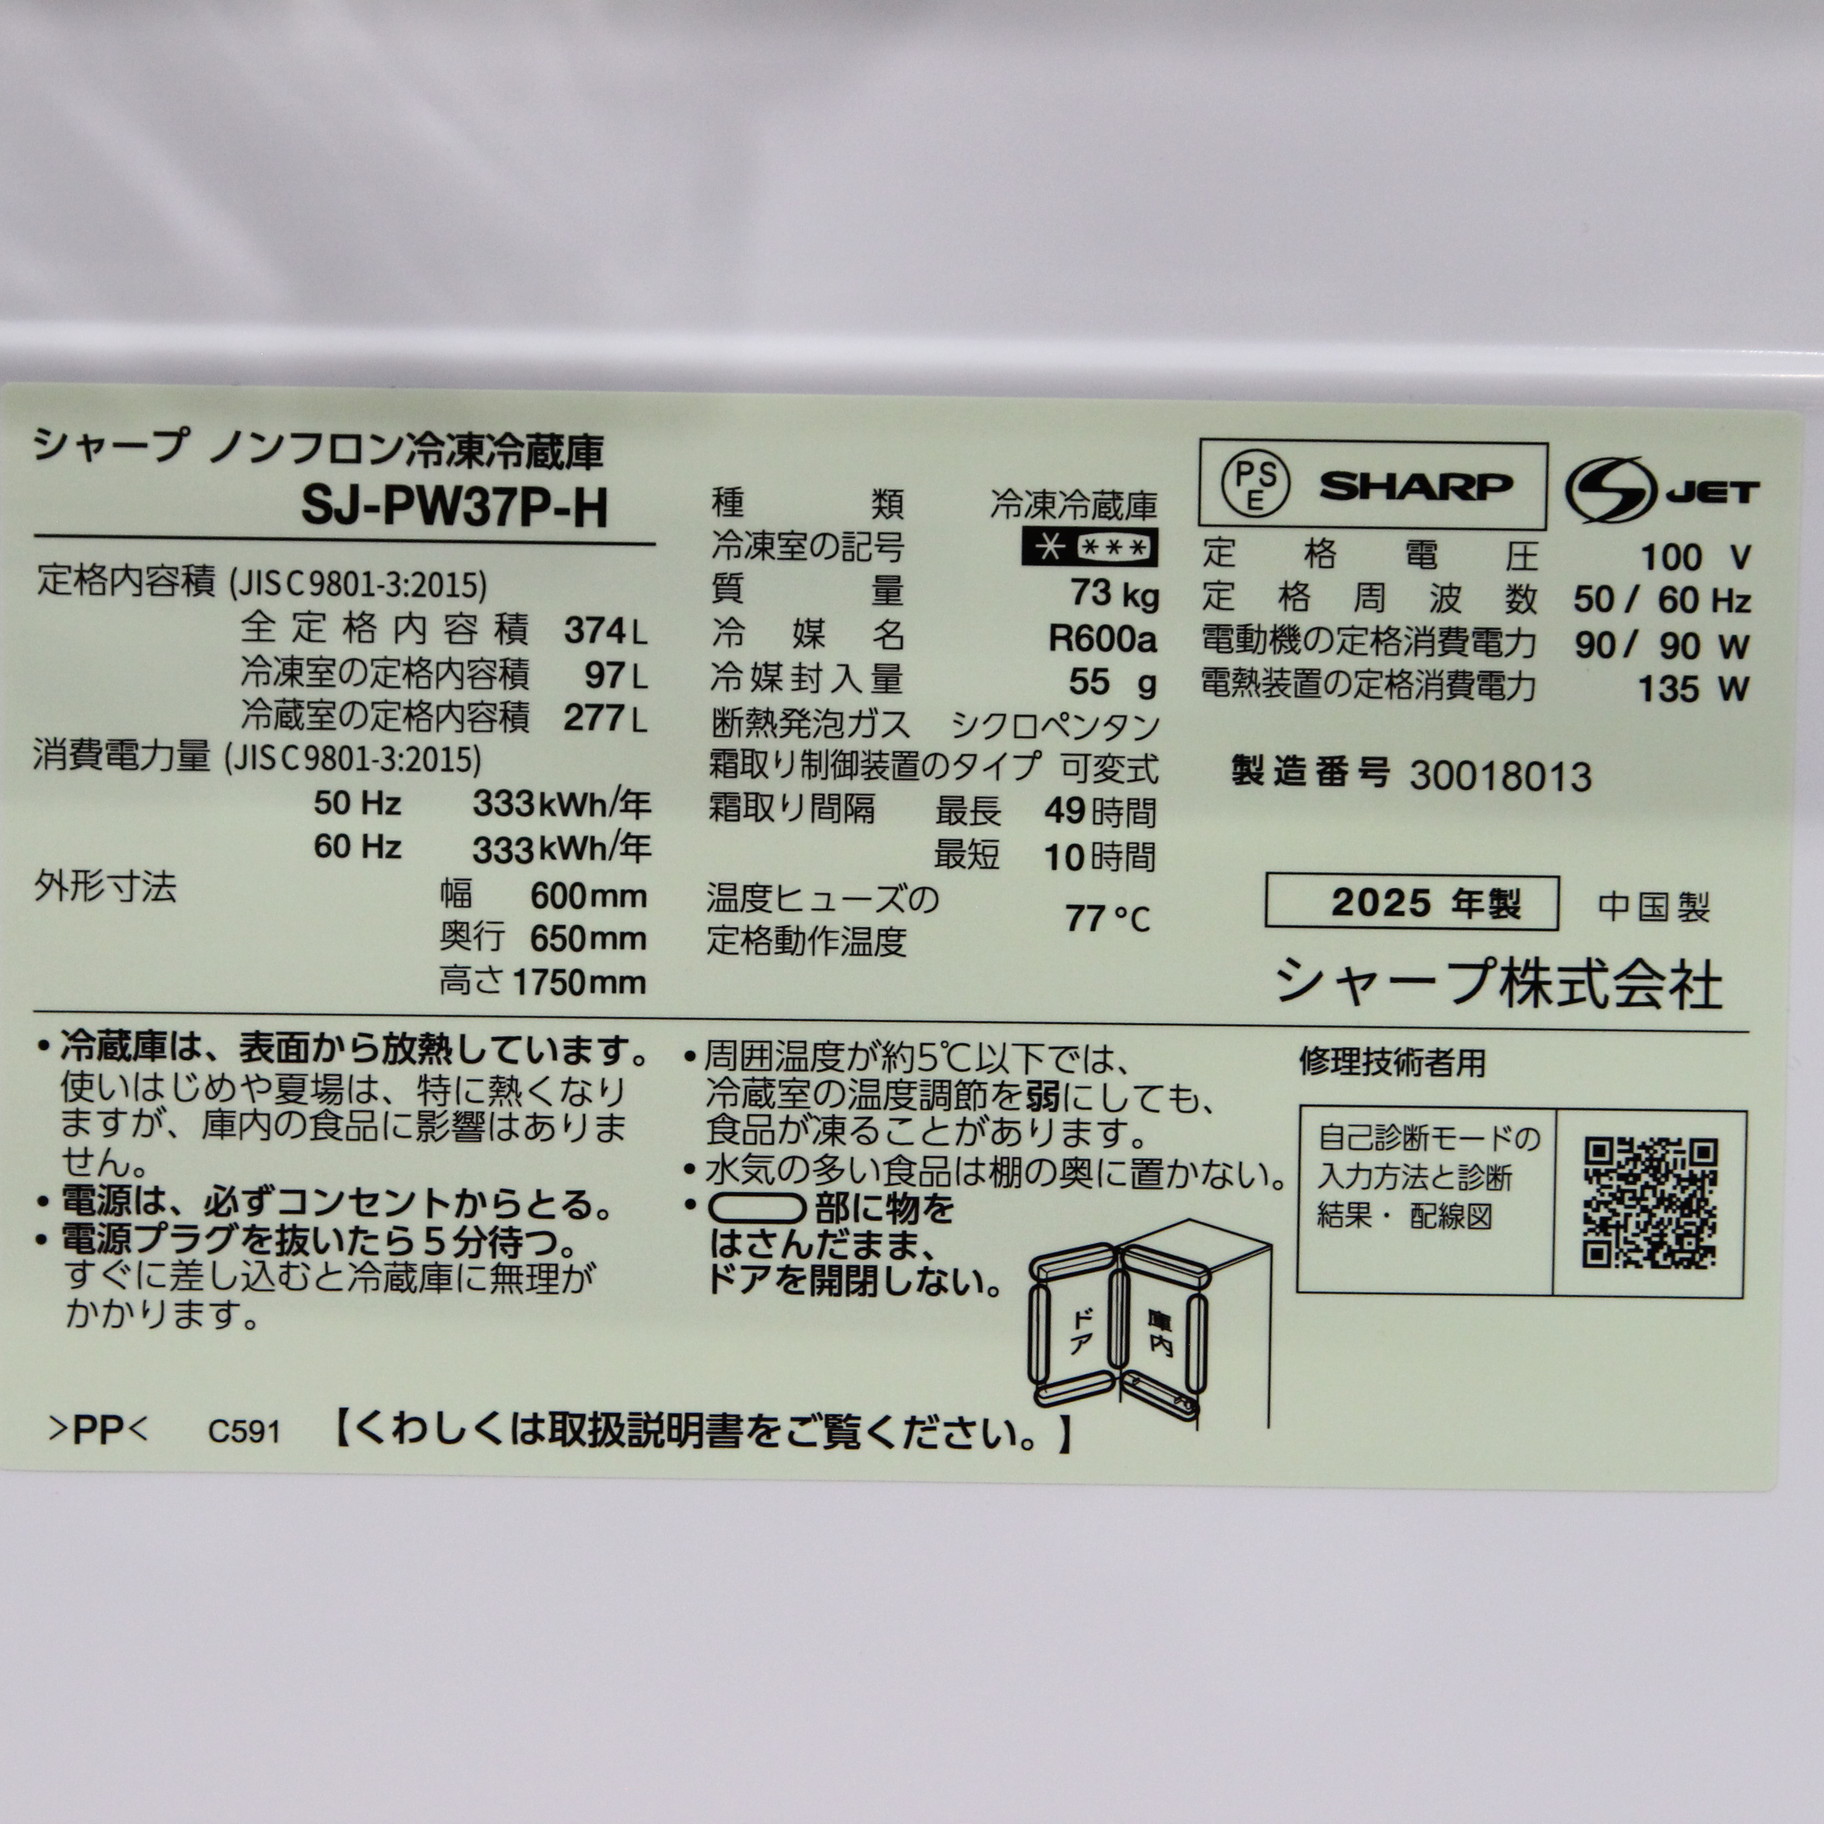 シャープ ノンフロン冷凍冷蔵庫
SJ-PW37P-H
定格内容積 (JIS C 9801-3:2015)
全定格内容積 374 L
冷凍室の定格内容積 97 L
冷蔵室の定格内容積 277 L
消費電力量 (JIS C 9801-3:2015)
50 Hz 333 kWh/年
60 Hz 333 kWh/年
外形寸法 幅 600 mm
奥行 650 mm
高さ 1750 mm
種類 冷凍冷蔵庫
冷凍室の記号 * ***
質量 73 kg
冷媒名 R600a
冷媒封入量 55 g
断熱発泡ガス シクロペンタン
霜取り制御装置のタイプ 可変式
霜取り間隔 最長 49 時間
最短 10 時間
温度ヒューズの
定格動作温度 77 ℃
PSE SHARP S JET
定格電圧 100 V
定格周波数 50 / 60 Hz
電動機の定格消費電力 90 / 90 W
電熱装置の定格消費電力 135 W
製造番号 30018013
2025 年製 中国製
シャープ株式会社
・冷蔵庫は、表面から放熱しています。
使いはじめや夏場は、特に熱くなり
ますが、庫内の食品に影響はありま
せん。
・電源は、必ずコンセントからとる。
・電源プラグを抜いたら5分待つ。
すぐに差し込むと冷蔵庫に無理が
かかります。
・周囲温度が約5℃以下では、
冷蔵室の温度調節を弱にしても、
食品が凍ることがあります。
・水気の多い食品は棚の奥に置かない。
・部に物を
はさんだまま、
ドアを開閉しない。
ドア
庫内
修理技術者用
自己診断モードの
入力方法と診断
結果・配線図
>PP< C591 【くわしくは取扱説明書をご覧ください。】